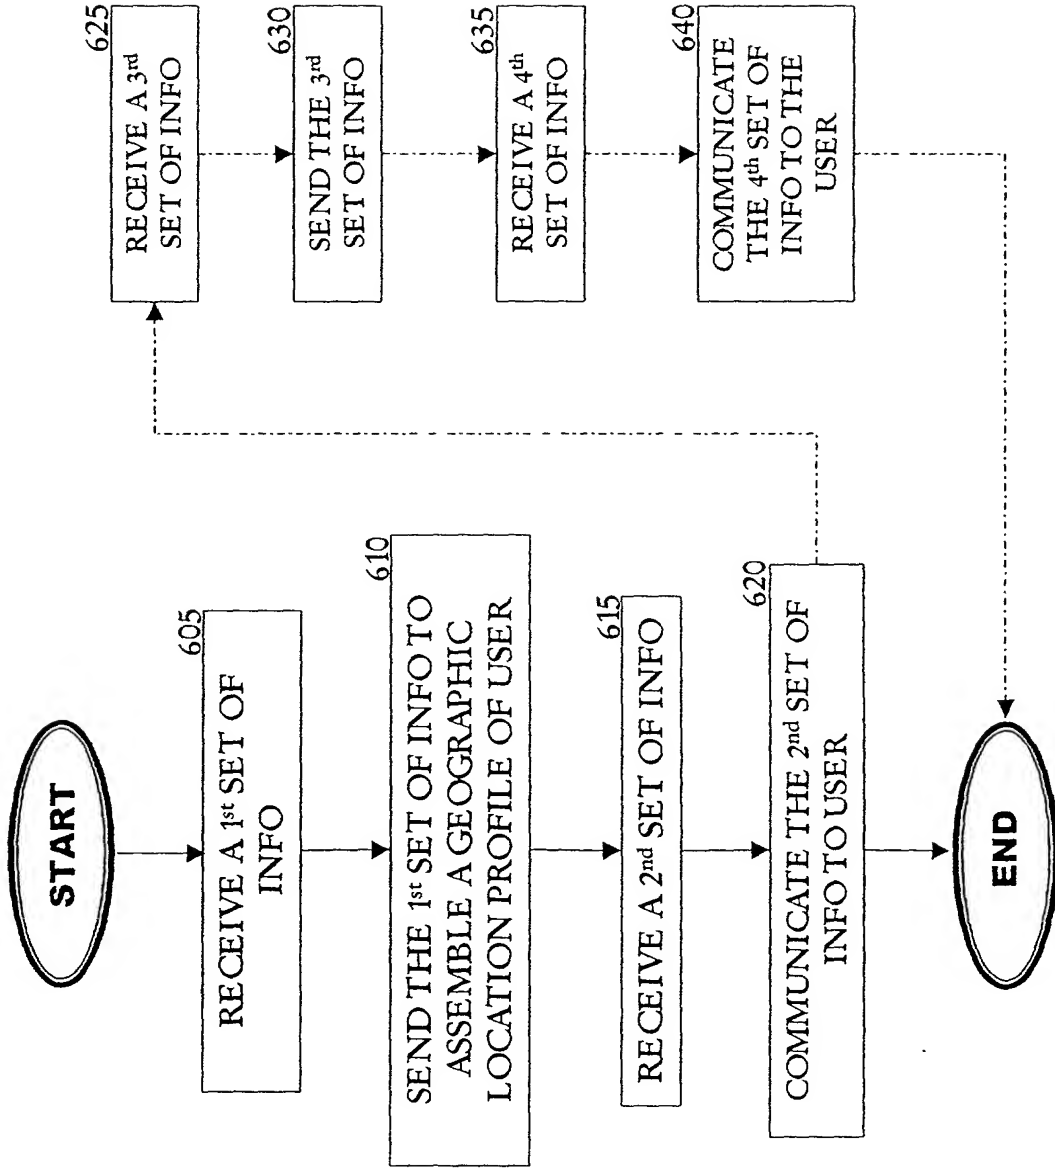 START
605
RECEIVE A 1st SET OF
INFO
610
SEND THE 1st SET OF INFO TO
ASSEMBLE A GEOGRAPHIC
LOCATION PROFILE OF USER
615
RECEIVE A 2nd SET OF INFO
620
COMMUNICATE THE 2nd SET OF
INFO TO USER
END
625
RECEIVE A 3rd
SET OF INFO
630
SEND THE 3rd
SET OF INFO
635
RECEIVE A 4th
SET OF INFO
640
COMMUNICATE
THE 4th SET OF
INFO TO THE
USER